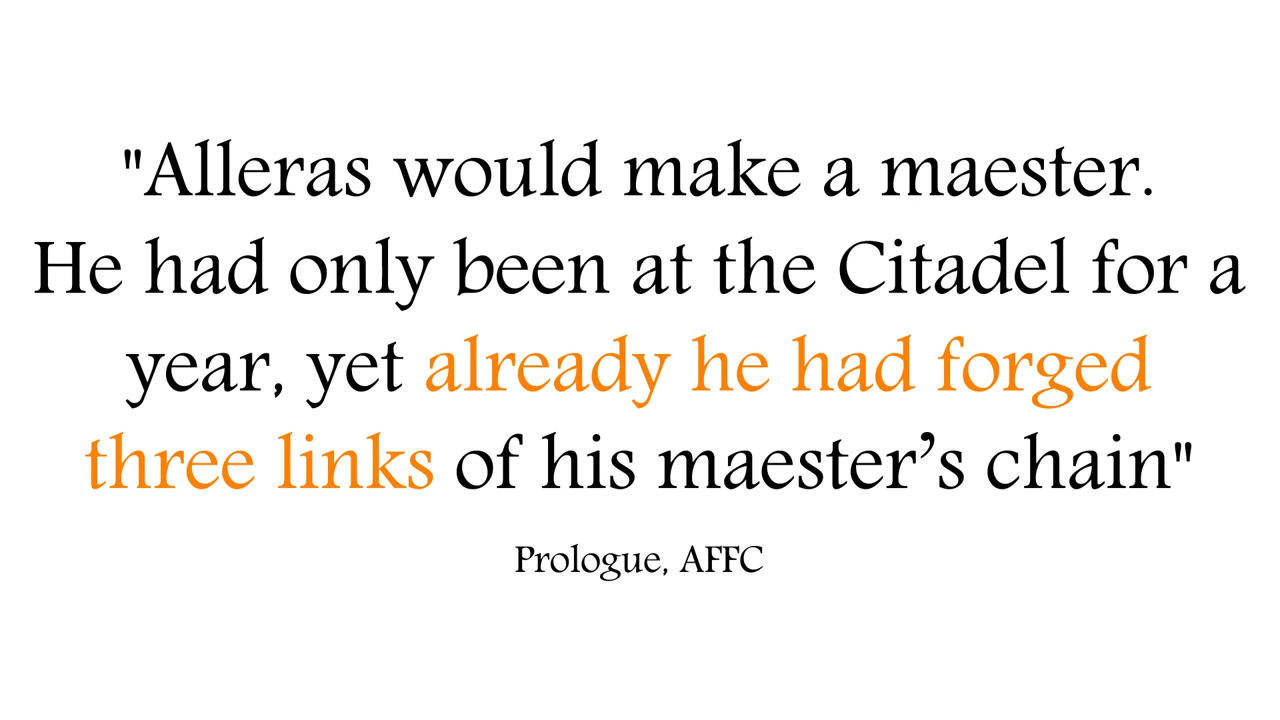 "Alleras would make a maester.
He had only been at the Citadel for a
year, yet already he had forged
three links of his maester’s chain"
Prologue, AFFC